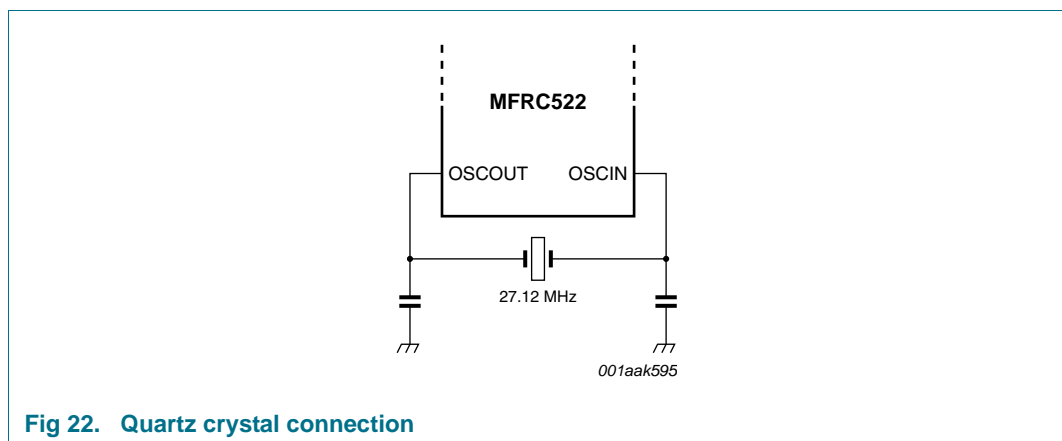 MFRC522
OSCOUT OSCIN
27.12 MHz
001aak595
Fig 22. Quartz crystal connection